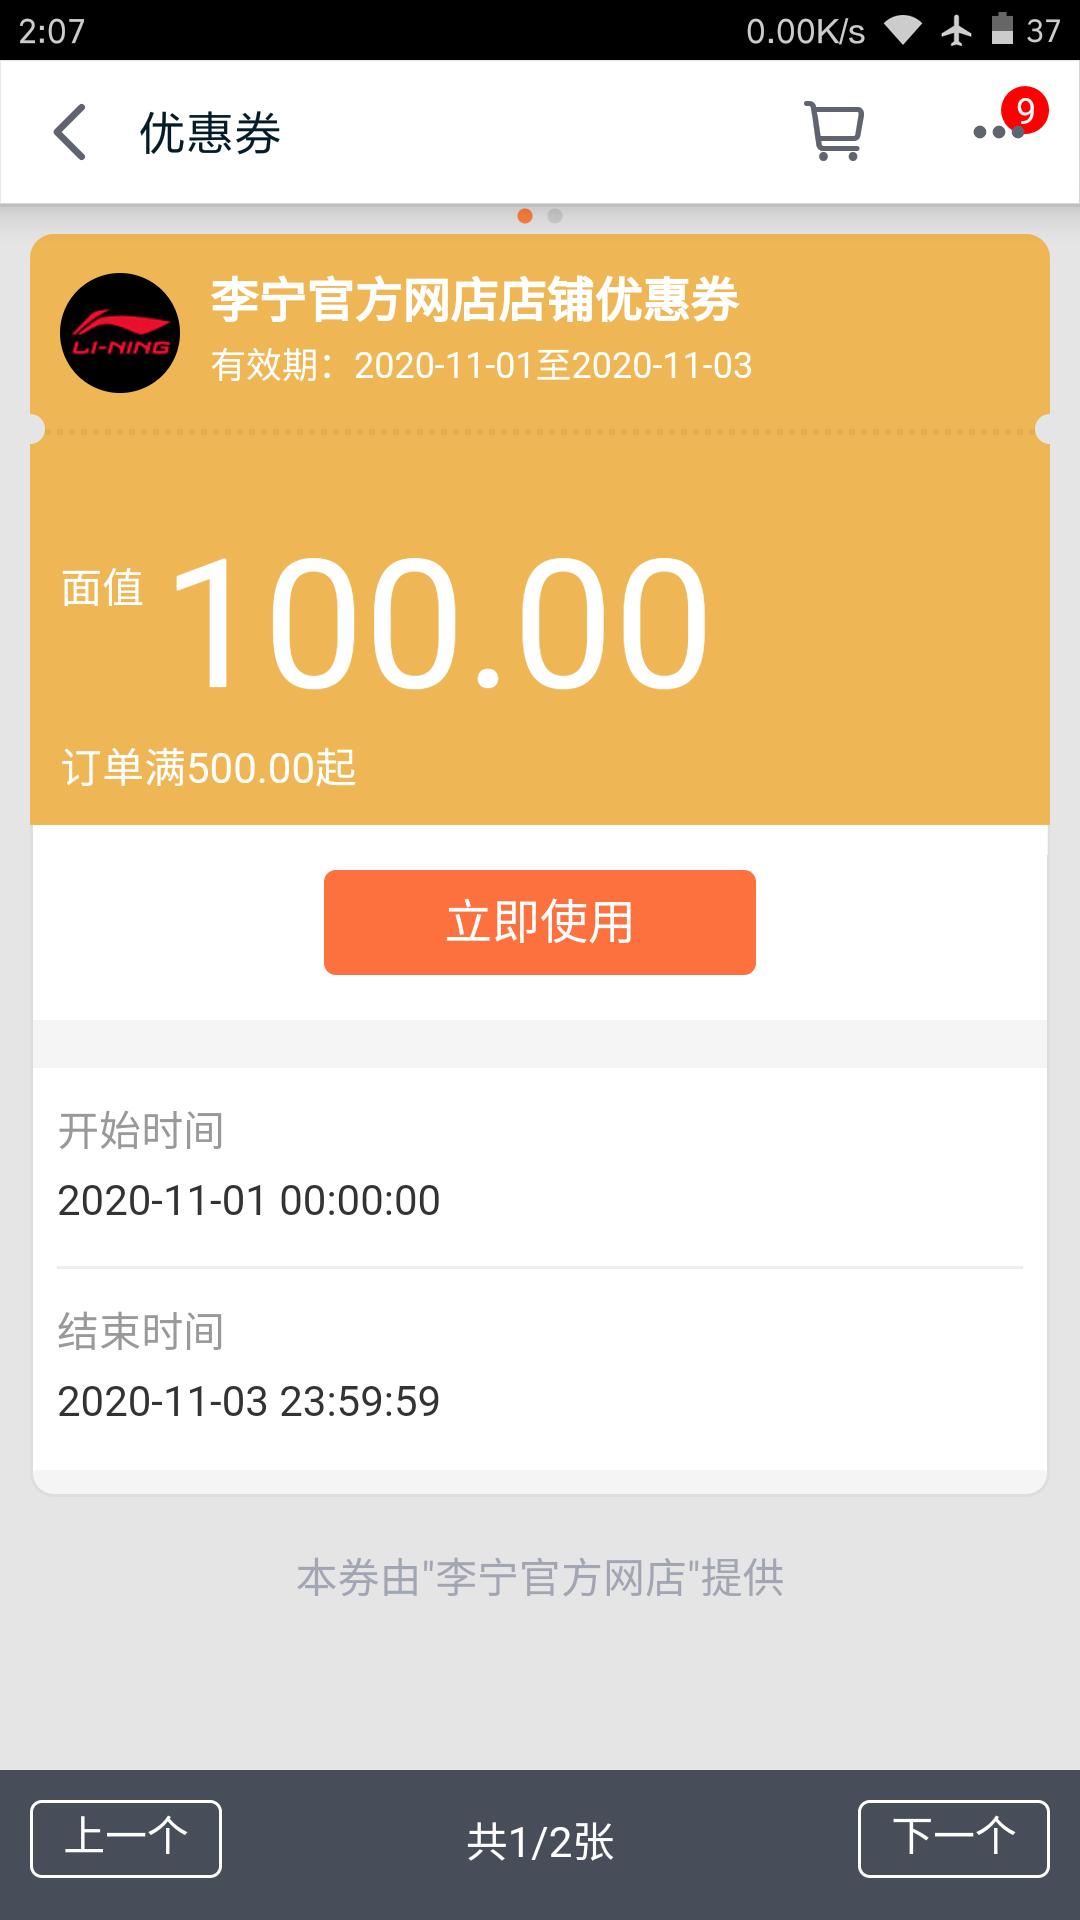 2:07 0.00K/s 37
优惠券
9
李宁官方网店店铺优惠券
LI-NING
有效期：2020-11-01至2020-11-03
面值 100.00
订单满500.00起
立即使用
开始时间
2020-11-01 00:00:00
结束时间
2020-11-03 23:59:59
本券由"李宁官方网店"提供
上一个 共1/2张 下一个